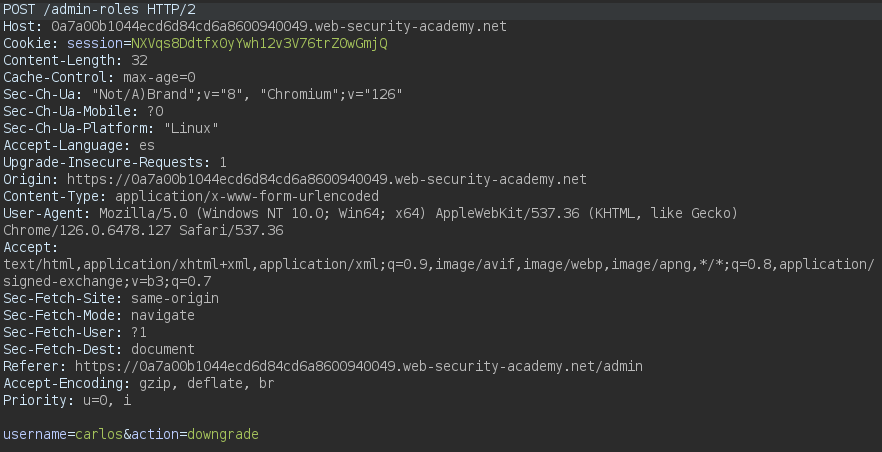 POST /admin-roles HTTP/2
Host: 0a7a00b1044ecd6d84cd6a8600940049.web-security-academy.net
Cookie: session=NXVqs8DdtfxOyYwh12v3V76trZOwGmjQ
Content-Length: 32
Cache-Control: max-age=0
Sec-Ch-Ua: "Not/A)Brand";v="8", "Chromium";v="126"
Sec-Ch-Ua-Mobile: ?0
Sec-Ch-Ua-Platform: "Linux"
Accept-Language: es
Upgrade-Insecure-Requests: 1
Origin: https://0a7a00b1044ecd6d84cd6a8600940049.web-security-academy.net
Content-Type: application/x-www-form-urlencoded
User-Agent: Mozilla/5.0 (Windows NT 10.0; Win64; x64) AppleWebKit/537.36 (KHTML, like Gecko)
Chrome/126.0.6478.127 Safari/537.36
Accept:
text/html,application/xhtml+xml,application/xml;q=0.9,image/avif,image/webp,image/apng,*/*;q=0.8,application/
signed-exchange;v=b3;q=0.7
Sec-Fetch-Site: same-origin
Sec-Fetch-Mode: navigate
Sec-Fetch-User: ?1
Sec-Fetch-Dest: document
Referer: https://0a7a00b1044ecd6d84cd6a8600940049.web-security-academy.net/admin
Accept-Encoding: gzip, deflate, br
Priority: u=0, i

username=carlos&action=downgrade